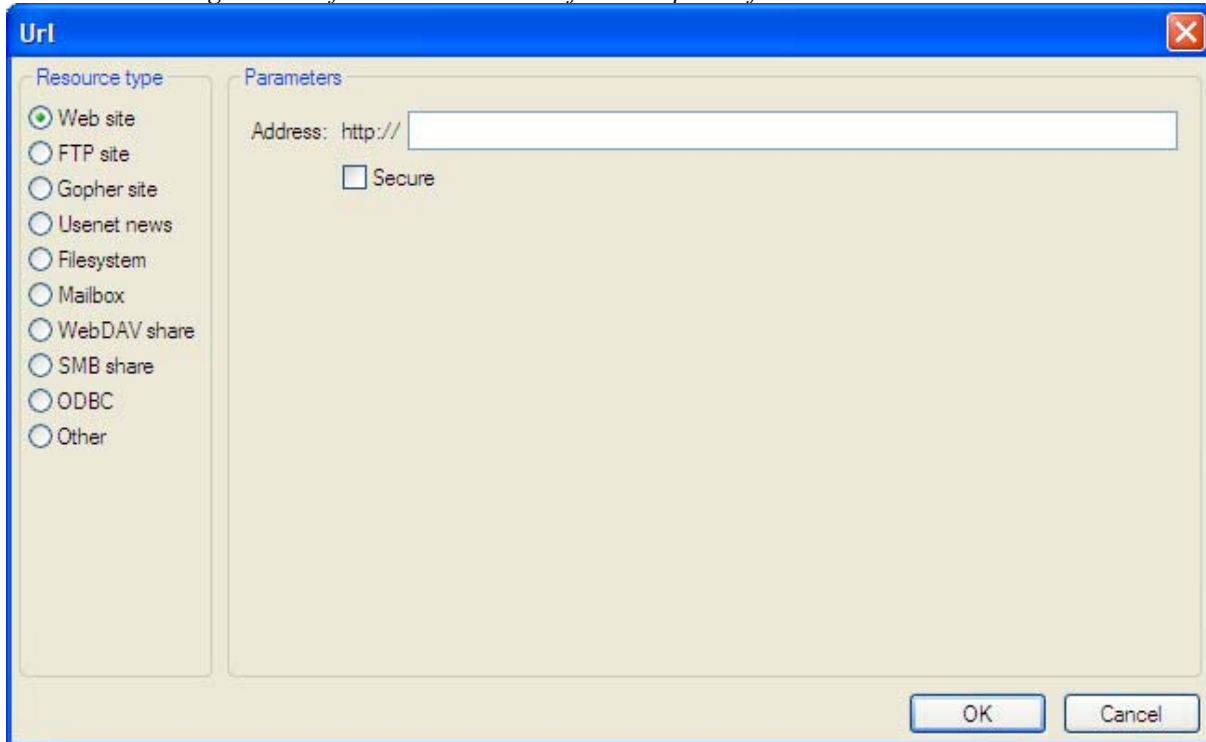 Url
Resource type
Web site
FTP site
Gopher site
Usenet news
Filesystem
Mailbox
WebDAV share
SMB share
ODBC
Other
Parameters
Address: http://
Secure
OK
Cancel